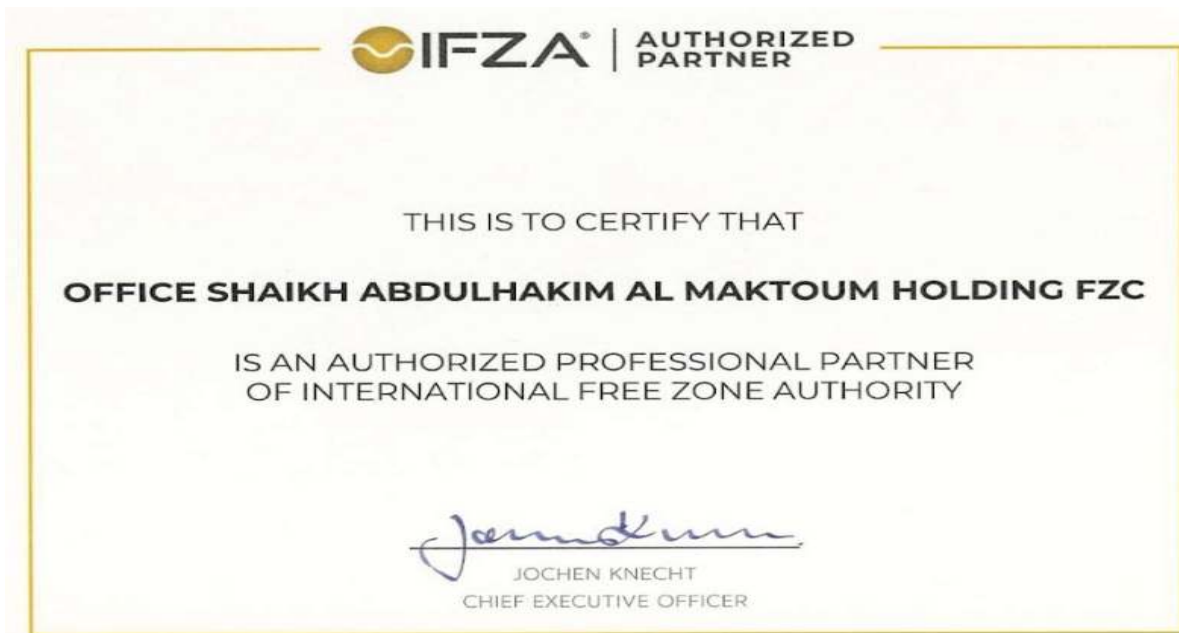 IFZA® | AUTHORIZED
PARTNER
THIS IS TO CERTIFY THAT
OFFICE SHAIKH ABDULHAKIM AL MAKTOUM HOLDING FZC
IS AN AUTHORIZED PROFESSIONAL PARTNER
OF INTERNATIONAL FREE ZONE AUTHORITY
JOCHEN KNECHT
CHIEF EXECUTIVE OFFICER